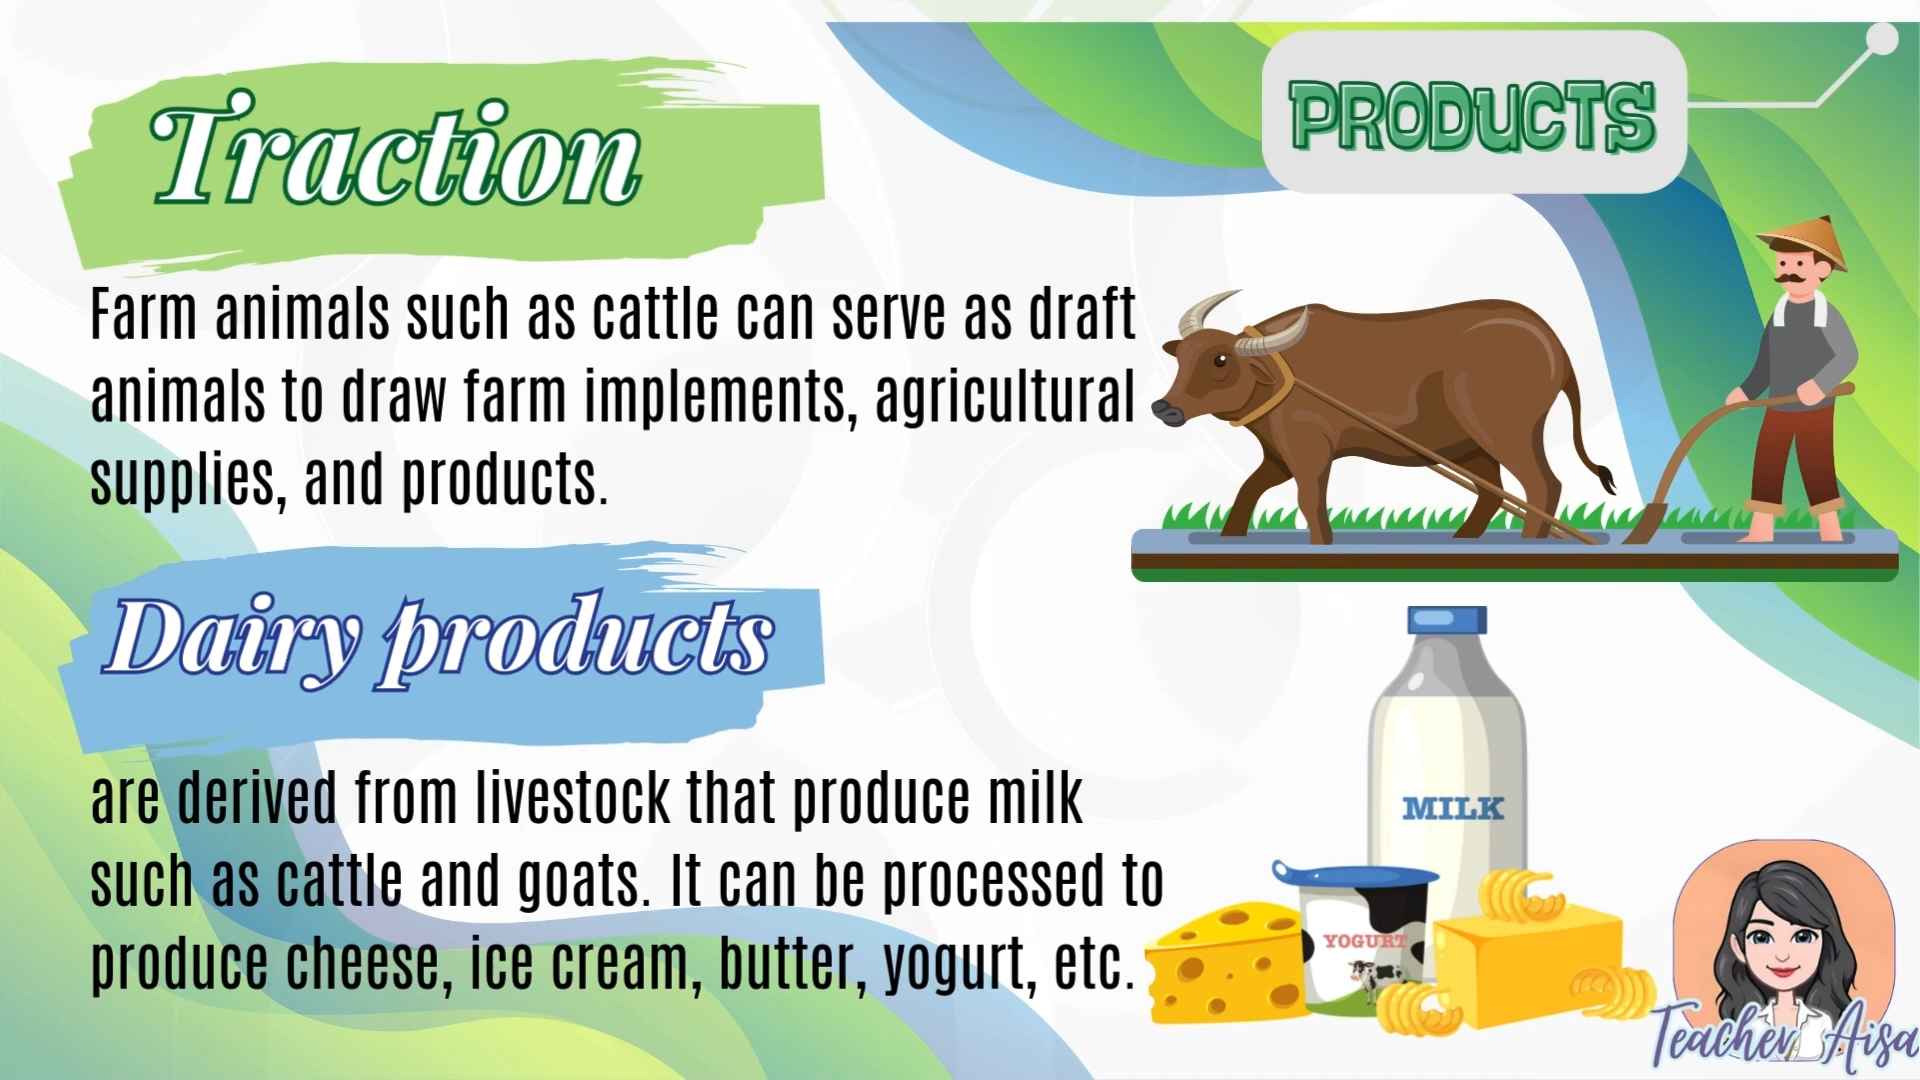 PRODUCTS
Traction
Farm animals such as cattle can serve as draft
animals to draw farm implements, agricultural
supplies, and products.
Dairy products
are derived from livestock that produce milk
such as cattle and goats. It can be processed to
produce cheese, ice cream, butter, yogurt, etc.
MILK
YOGURT
Teacher Aisa